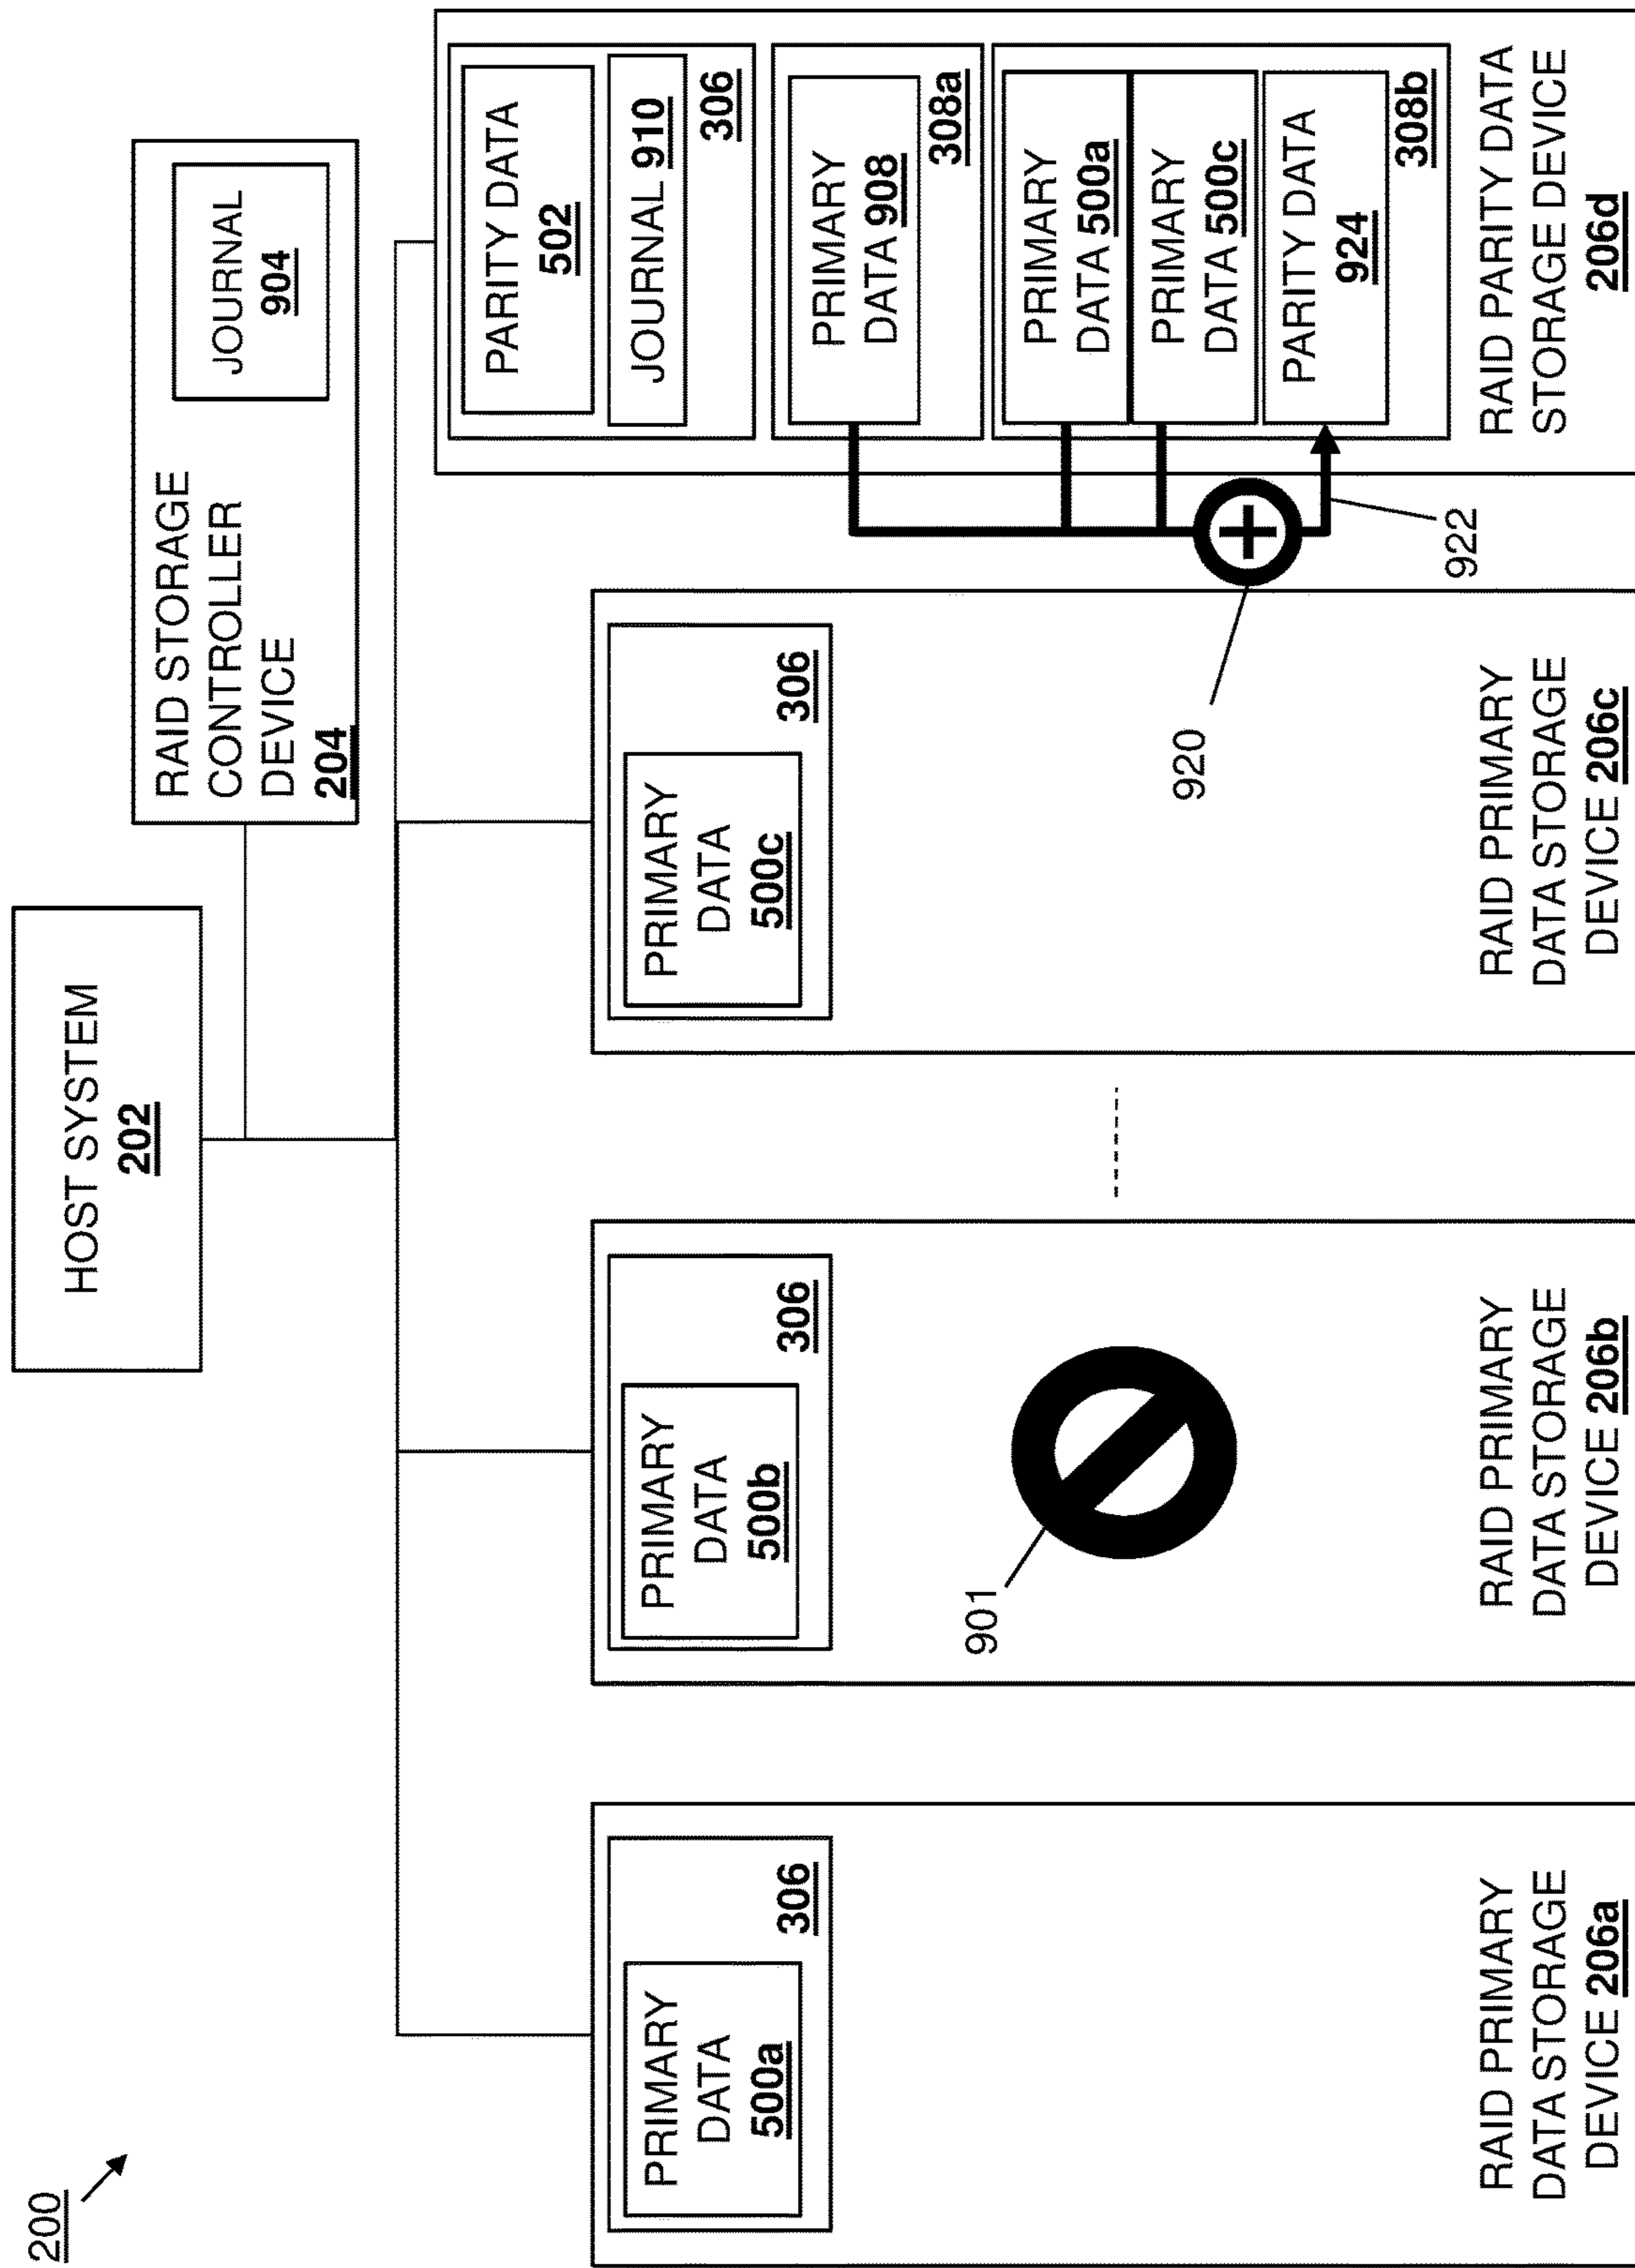 200
HOST SYSTEM
202
RAID STORAGE
CONTROLLER
DEVICE
204
JOURNAL
904
PRIMARY
DATA
500a
306
RAID PRIMARY
DATA STORAGE
DEVICE 206a
PRIMARY
DATA
500b
306
901
RAID PRIMARY
DATA STORAGE
DEVICE 206b
PRIMARY
DATA
500c
306
920
RAID PRIMARY
DATA STORAGE
DEVICE 206c
922
PARITY DATA
502
JOURNAL 910
306
PRIMARY
DATA 908
308a
PRIMARY
DATA 500a
PRIMARY
DATA 500c
PARITY DATA
924
308b
RAID PARITY DATA
STORAGE DEVICE
206d